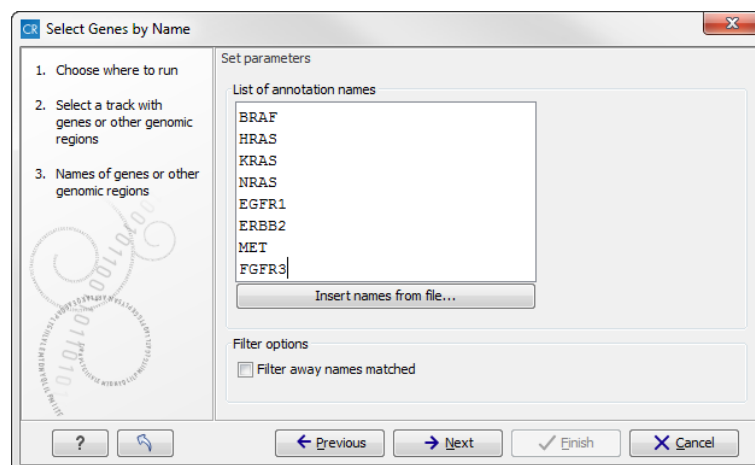 CR Select Genes by Name
X
1. Choose where to run
2. Select a track with
genes or other genomic
regions
3. Names of genes or other
genomic regions
Set parameters
List of annotation names
BRAF
HRAS
KRAS
NRAS
EGFR1
ERBB2
MET
FGFR3
Insert names from file...
Filter options
Filter away names matched
?
Previous
Next
Finish
Cancel